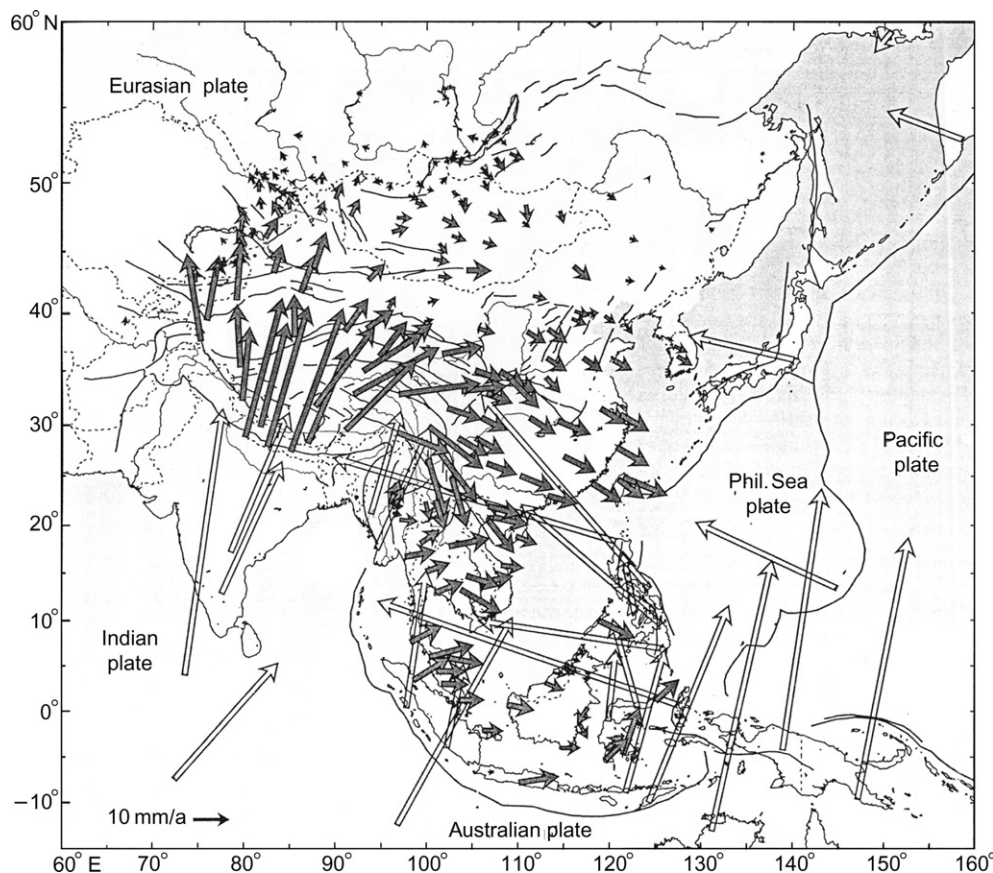 60° N
Eurasian plate
50°
40°
30°
Pacific
plate
Phil. Sea
plate
20°
10°
Indian
plate
0°
−10°
10 mm/a
Australian plate
60° E 70° 80° 90° 100° 110° 120° 130° 140° 150° 160°